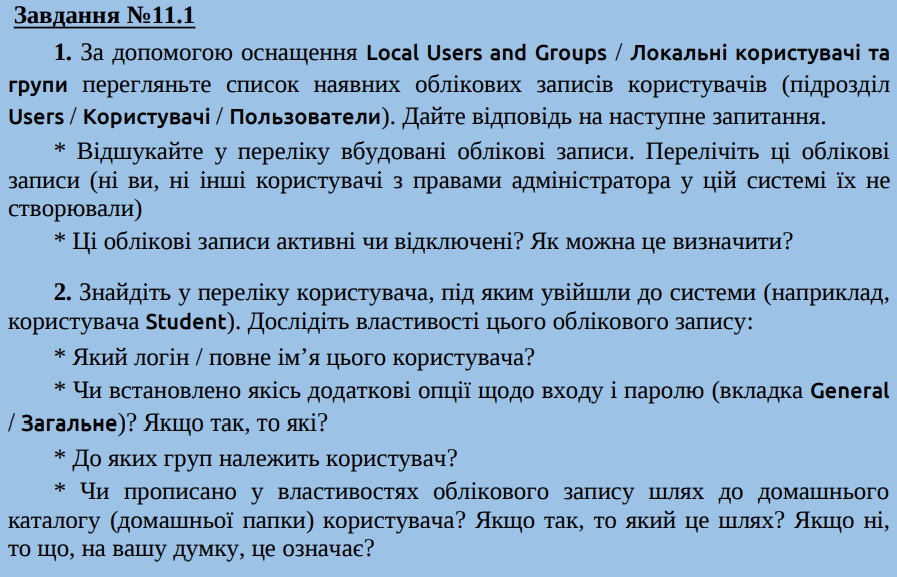 Завдання №11.1
1. За допомогою оснащення Local Users and Groups / Локальні користувачі та
групи перегляньте список наявних облікових записів користувачів (підрозділ
Users / Користувачі / Пользователи). Дайте відповідь на наступне запитання.
* Відшукайте у переліку вбудовані облікові записи. Перелічіть ці облікові
записи (ні ви, ні інші користувачі з правами адміністратора у цій системі їх не
створювали)
* Ці облікові записи активні чи відключені? Як можна це визначити?
2. Знайдіть у переліку користувача, під яким увійшли до системи (наприклад,
користувача Student). Дослідіть властивості цього облікового запису:
* Який логін / повне ім’я цього користувача?
* Чи встановлено якісь додаткові опції щодо входу і паролю (вкладка General
/ Загальне)? Якщо так, то які?
* До яких груп належить користувач?
* Чи прописано у властивостях облікового запису шлях до домашнього
каталогу (домашньої папки) користувача? Якщо так, то який це шлях? Якщо ні,
то що, на вашу думку, це означає?